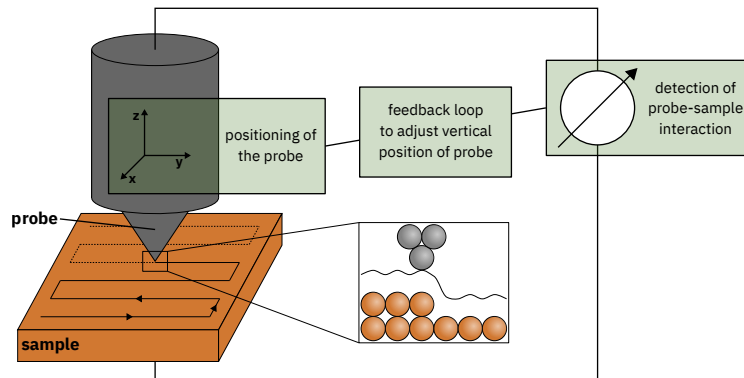 z
y
x
positioning of
the probe
feedback loop
to adjust vertical
position of probe
detection of
probe-sample
interaction
probe
sample